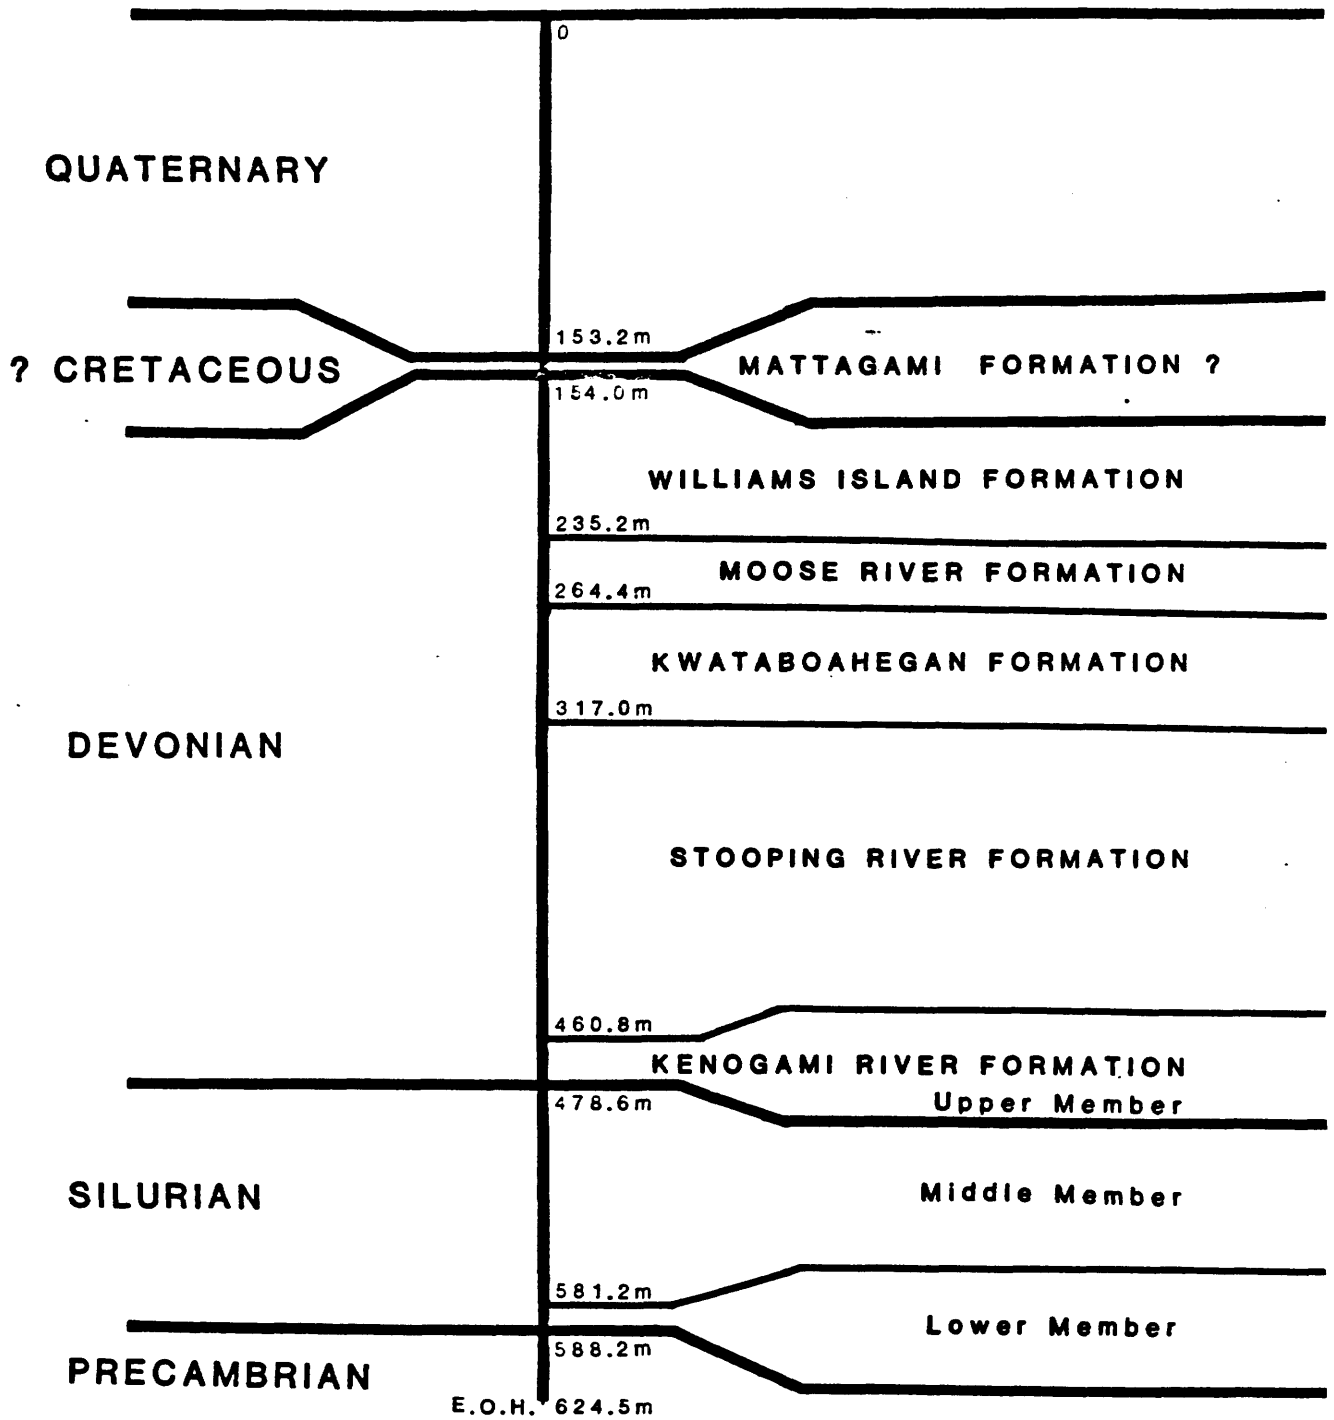 0
QUATERNARY
153.2m
? CRETACEOUS
MATTAGAMI FORMATION ?
154.0m
WILLIAMS ISLAND FORMATION
235.2m
MOOSE RIVER FORMATION
264.4m
KWATABOAHEGAN FORMATION
317.0m
DEVONIAN
STOOPING RIVER FORMATION
460.8m
KENOGAMI RIVER FORMATION
478.6m
Upper Member
SILURIAN
Middle Member
581.2m
Lower Member
588.2m
PRECAMBRIAN
E.O.H. 624.5m